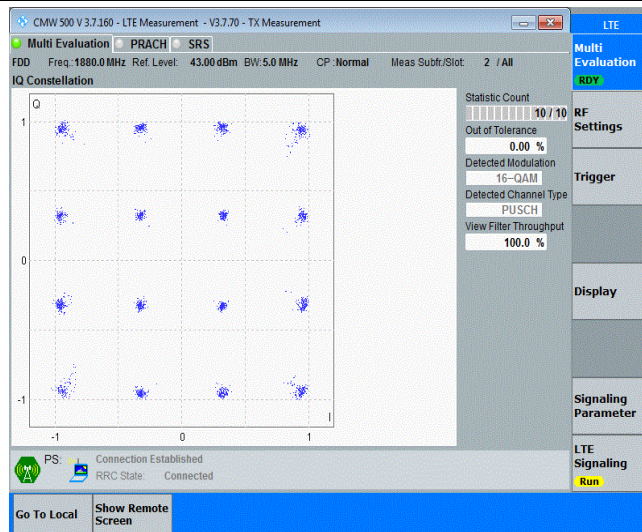 CMW 500 V 3.7.160 - LTE Measurement - V3.7.70 - TX Measurement
LTE
Multi Evaluation PRACH SRS
FDD Freq.: 1880.0 MHz Ref. Level: 43.00 dBm BW: 5.0 MHz CP : Normal Meas Subfr./Slot: 2 / All
IQ Constellation
Q
1
0
-1
I
-1 0 1
Statistic Count
10 / 10
Out of Tolerance
0.00 %
Detected Modulation
16-QAM
Detected Channel Type
PUSCH
View Filter Throughput
100.0 %
PS: Connection Established
RRC State: Connected
Multi
Evaluation
RDY
RF
Settings
Trigger
Display
Signaling
Parameter
LTE
Signaling
Run
Go To Local
Show Remote
Screen